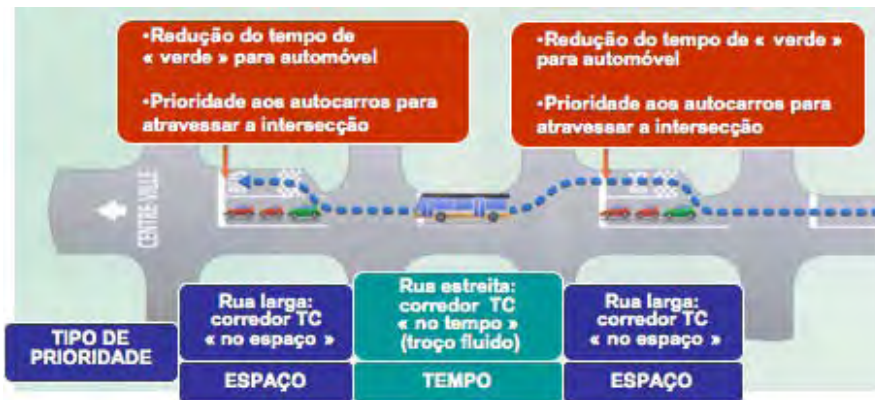 •Redução do tempo de
« verde » para automóvel
•Prioridade aos autocarros para
atravessar a intersecção
•Redução do tempo de « verde »
para automóvel
•Prioridade aos autocarros para
atravessar a intersecção
CENTRE-VILLE
BUS
Rua larga:
corredor TC
« no espaço »
Rua estreita:
corredor TC
« no tempo »
(troço fluido)
Rua larga:
corredor TC
« no espaço »
TIPO DE
PRIORIDADE
ESPAÇO
TEMPO
ESPAÇO